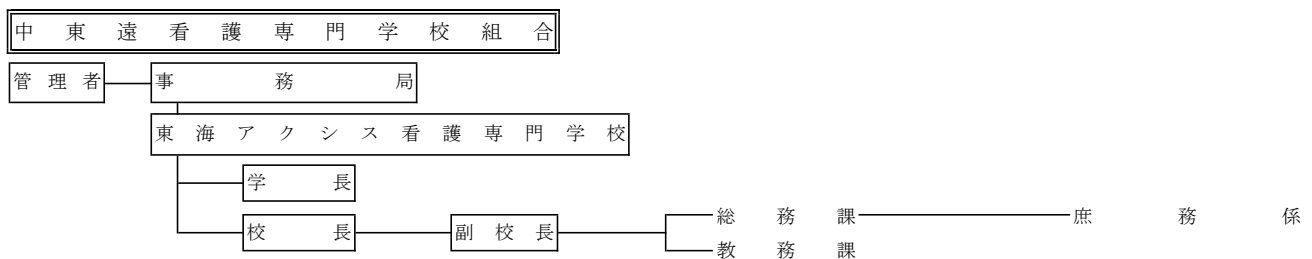 中東遠看護専門学校組合
管理者 事務局
東海アクシス看護専門学校
学長
校長 副校長 総務課 庶務係
教務課